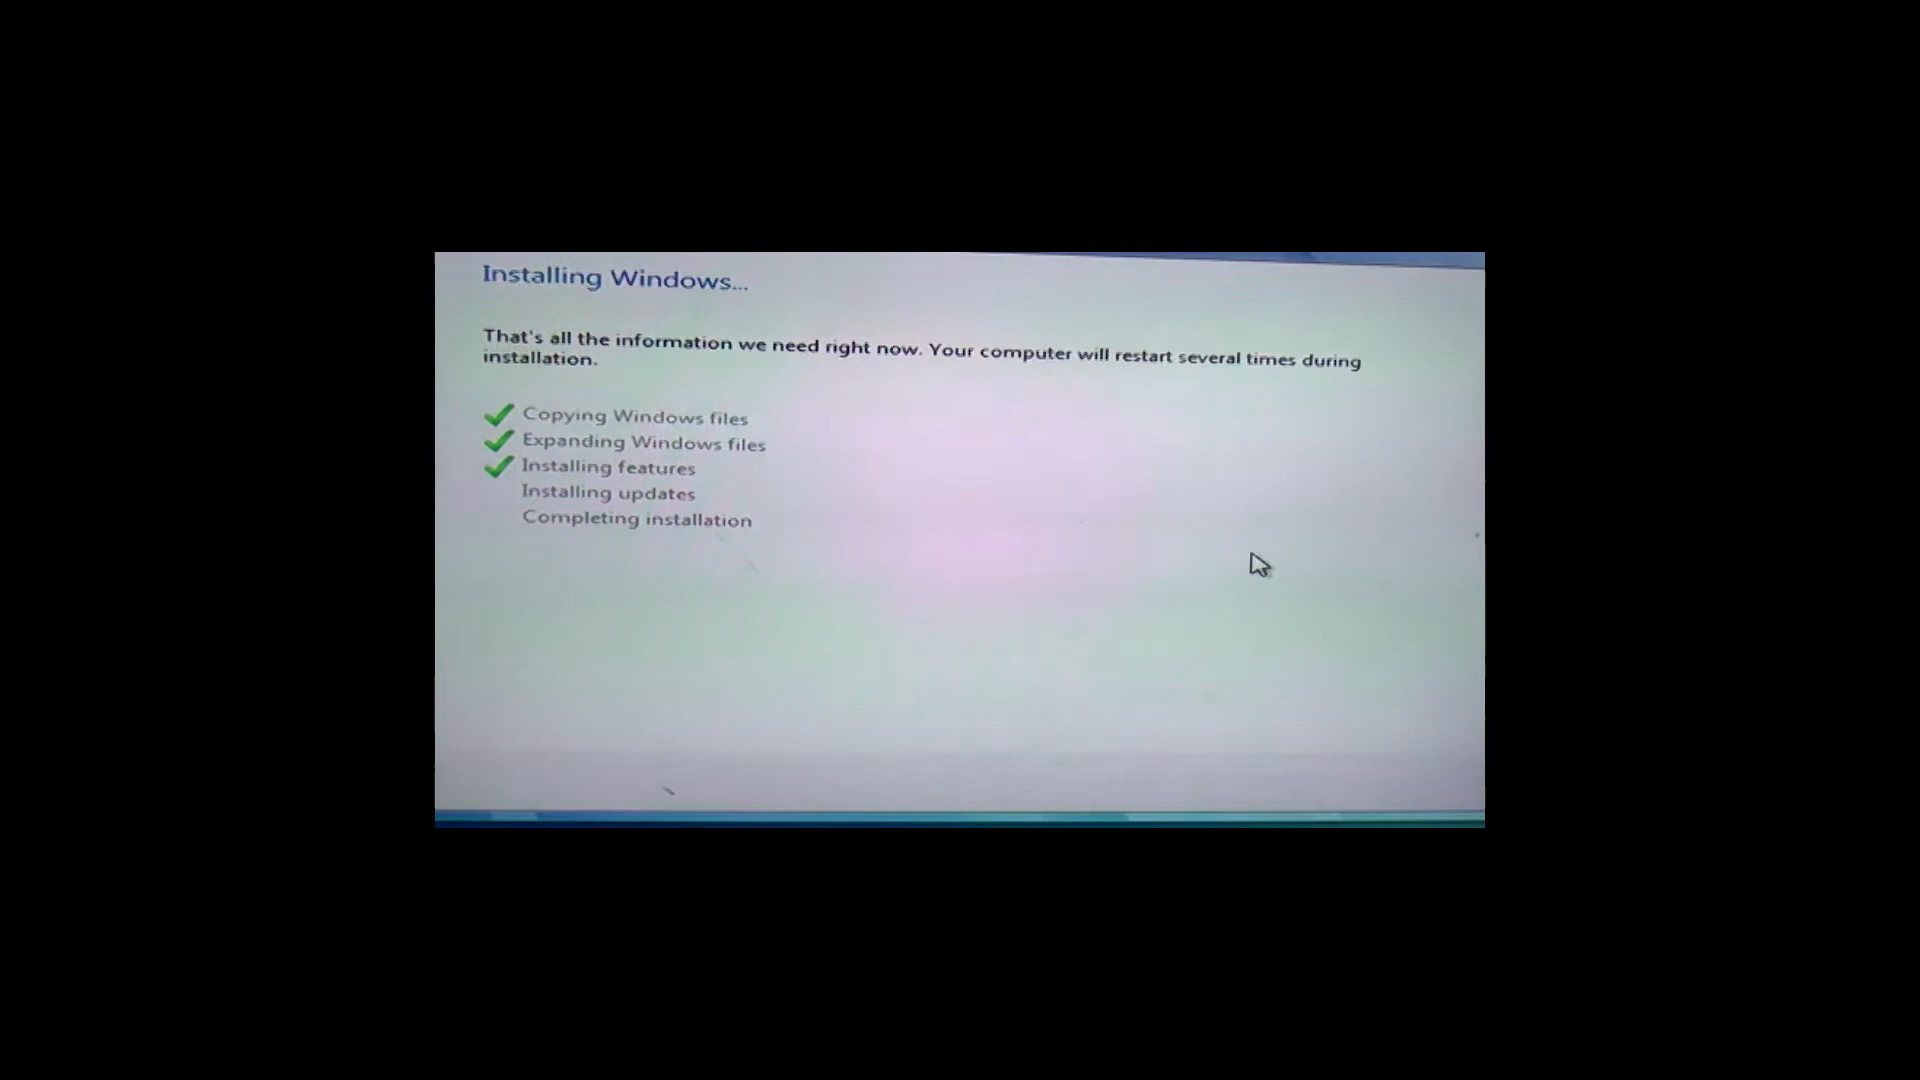 Installing Windows...
That's all the information we need right now. Your computer will restart several times during
installation.
Copying Windows files
Expanding Windows files
Installing features
Installing updates
Completing installation